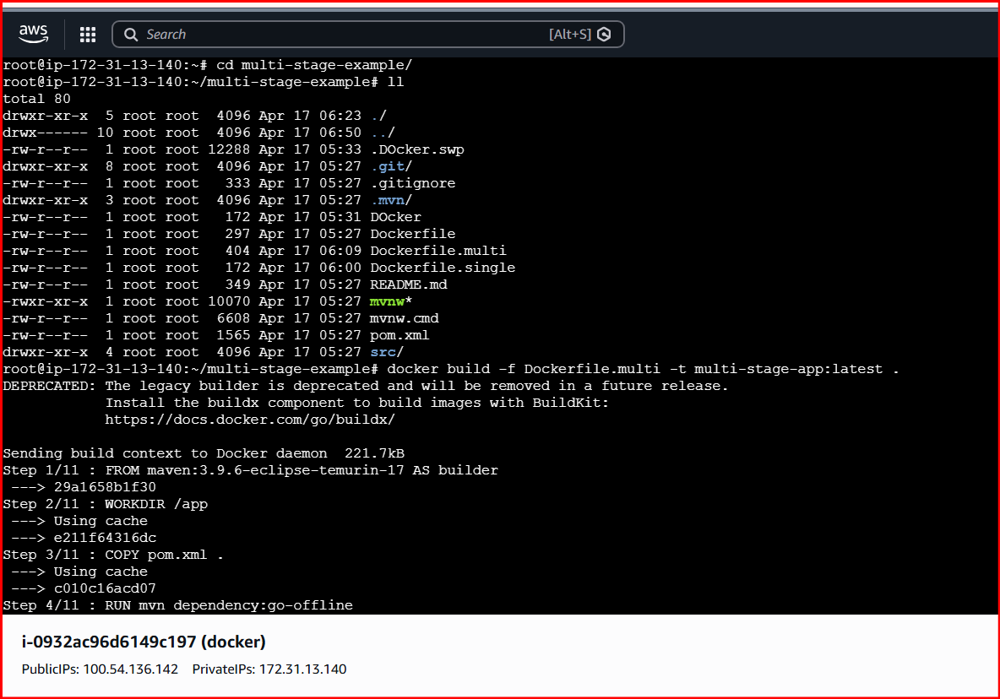 aws
Search [Alt+S]
root@ip-172-31-13-140:~# cd multi-stage-example/
root@ip-172-31-13-140:~/multi-stage-example# ll
total 80
drwxr-xr-x  5 root root  4096 Apr 17 06:23 ./
drwx------ 10 root root  4096 Apr 17 06:50 ../
-rw-r--r--  1 root root 12288 Apr 17 05:33 .DOcker.swp
drwxr-xr-x  8 root root  4096 Apr 17 05:27 .git/
-rw-r--r--  1 root root   333 Apr 17 05:27 .gitignore
drwxr-xr-x  3 root root  4096 Apr 17 05:27 .mvn/
-rw-r--r--  1 root root   172 Apr 17 05:31 DOcker
-rw-r--r--  1 root root   297 Apr 17 05:27 Dockerfile
-rw-r--r--  1 root root   404 Apr 17 06:09 Dockerfile.multi
-rw-r--r--  1 root root   172 Apr 17 06:00 Dockerfile.single
-rw-r--r--  1 root root   349 Apr 17 05:27 README.md
-rwxr-xr-x  1 root root 10070 Apr 17 05:27 mvnw*
-rw-r--r--  1 root root  6608 Apr 17 05:27 mvnw.cmd
-rw-r--r--  1 root root  1565 Apr 17 05:27 pom.xml
drwxr-xr-x  4 root root  4096 Apr 17 05:27 src/
root@ip-172-31-13-140:~/multi-stage-example# docker build -f Dockerfile.multi -t multi-stage-app:latest .
DEPRECATED: The legacy builder is deprecated and will be removed in a future release.
            Install the buildx component to build images with BuildKit:
            https://docs.docker.com/go/buildx/
Sending build context to Docker daemon  221.7kB
Step 1/11 : FROM maven:3.9.6-eclipse-temurin-17 AS builder
 ---> 29a1658b1f30
Step 2/11 : WORKDIR /app
 ---> Using cache
 ---> e211f64316dc
Step 3/11 : COPY pom.xml .
 ---> Using cache
 ---> c010c16acd07
Step 4/11 : RUN mvn dependency:go-offline
i-0932ac96d6149c197 (docker)
PublicIPs: 100.54.136.142 PrivateIPs: 172.31.13.140